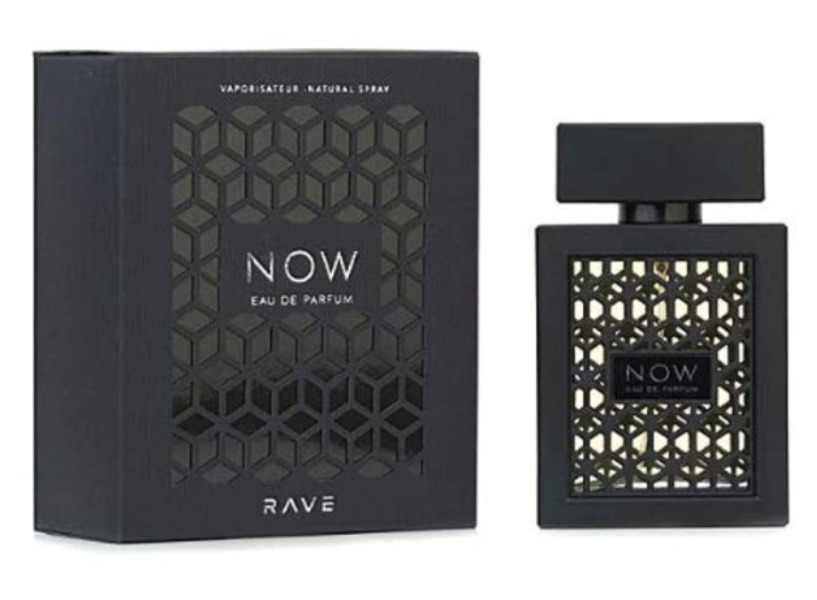 VAPORISATEUR - NATURAL SPRAY
NOW
EAU DE PARFUM
RAVE
NOW
EAU DE PARFUM